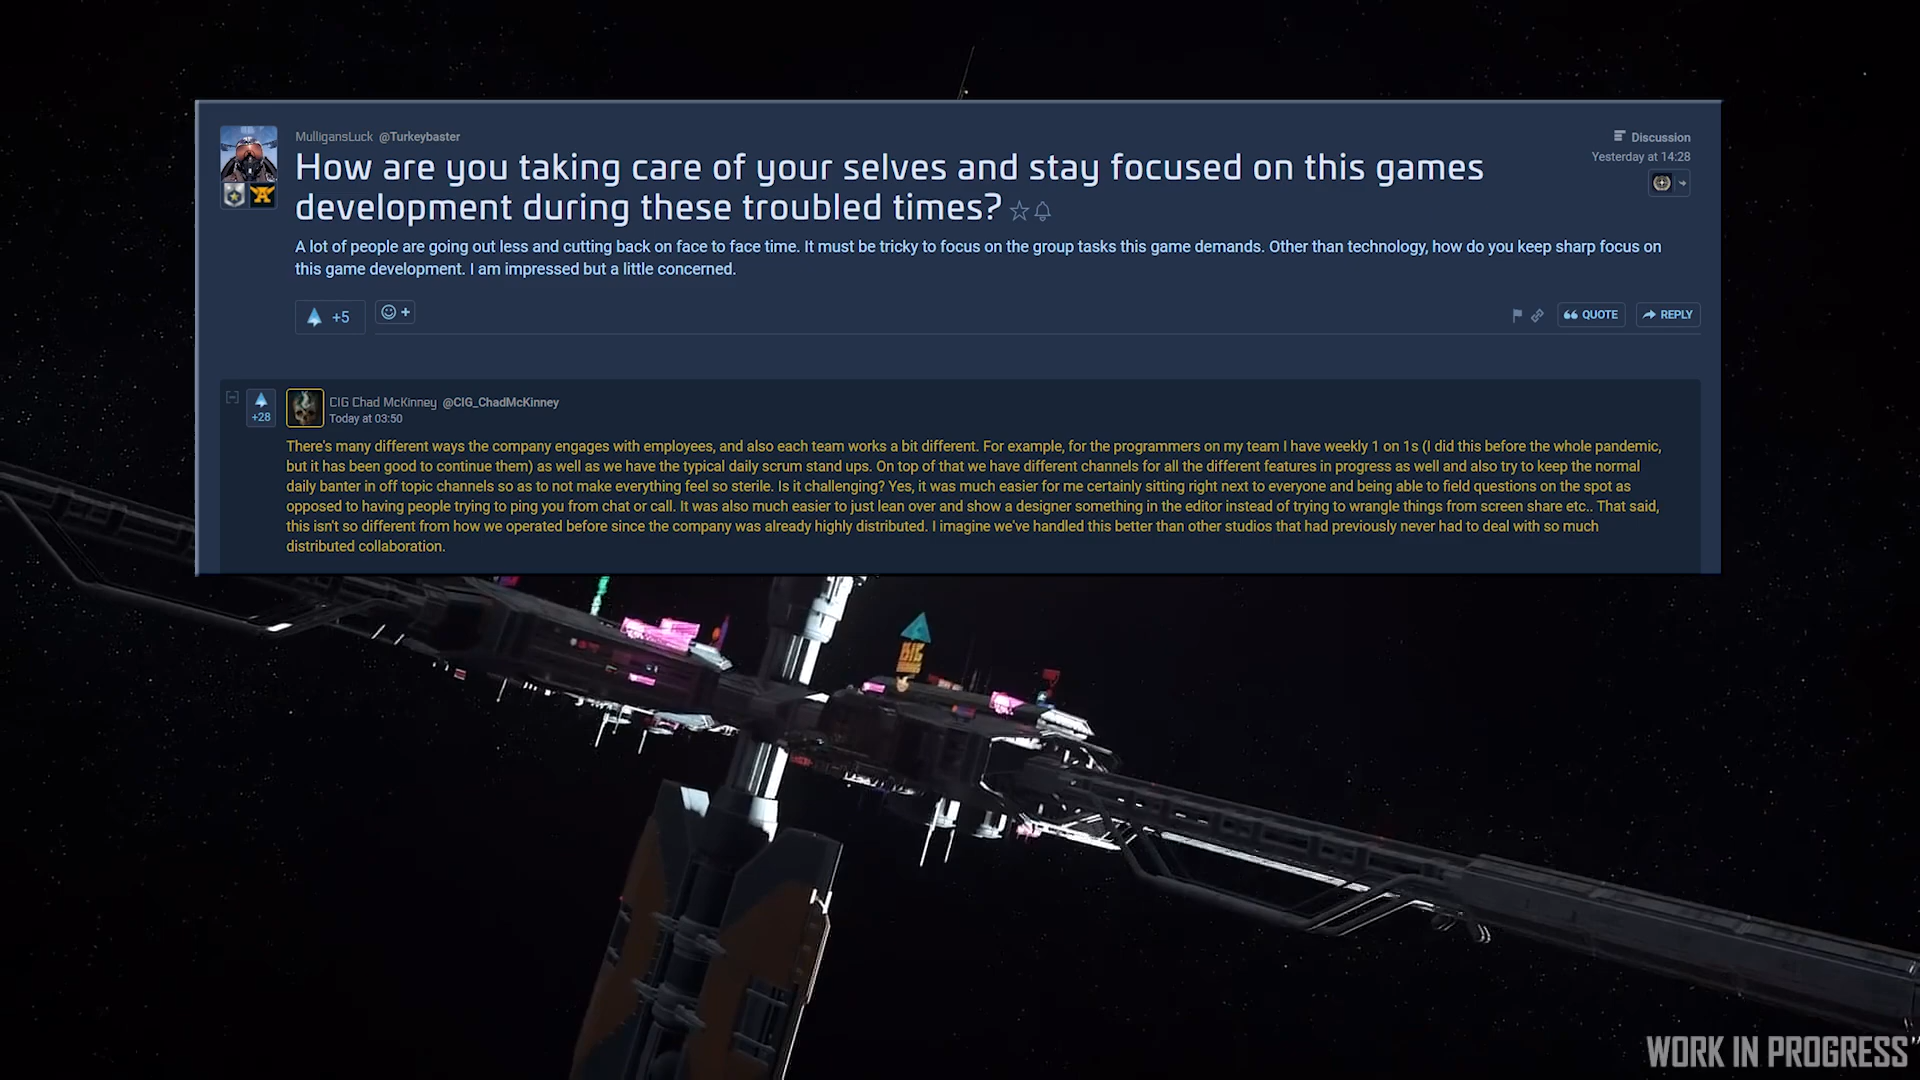 MulligansLuck @Turkeybaster
Discussion
Yesterday at 14:28
How are you taking care of your selves and stay focused on this games
development during these troubled times?
A lot of people are going out less and cutting back on face to face time. It must be tricky to focus on the group tasks this game demands. Other than technology, how do you keep sharp focus on
this game development. I am impressed but a little concerned.
+5
+
QUOTE
REPLY
[-]
+28
CIG Chad McKinney @CIG_ChadMcKinney
Today at 03:50
There's many different ways the company engages with employees, and also each team works a bit different. For example, for the programmers on my team I have weekly 1 on 1s (I did this before the whole pandemic,
but it has been good to continue them) as well as we have the typical daily scrum stand ups. On top of that we have different channels for all the different features in progress as well and also try to keep the normal
daily banter in off topic channels so as to not make everything feel so sterile. Is it challenging? Yes, it was much easier for me certainly sitting right next to everyone and being able to field questions on the spot as
opposed to having people trying to ping you from chat or call. It was also much easier to just lean over and show a designer something in the editor instead of trying to wrangle things from screen share etc.. That said,
this isn't so different from how we operated before since the company was already highly distributed. I imagine we've handled this better than other studios that had previously never had to deal with so much
distributed collaboration.
WORK IN PROGRESS"